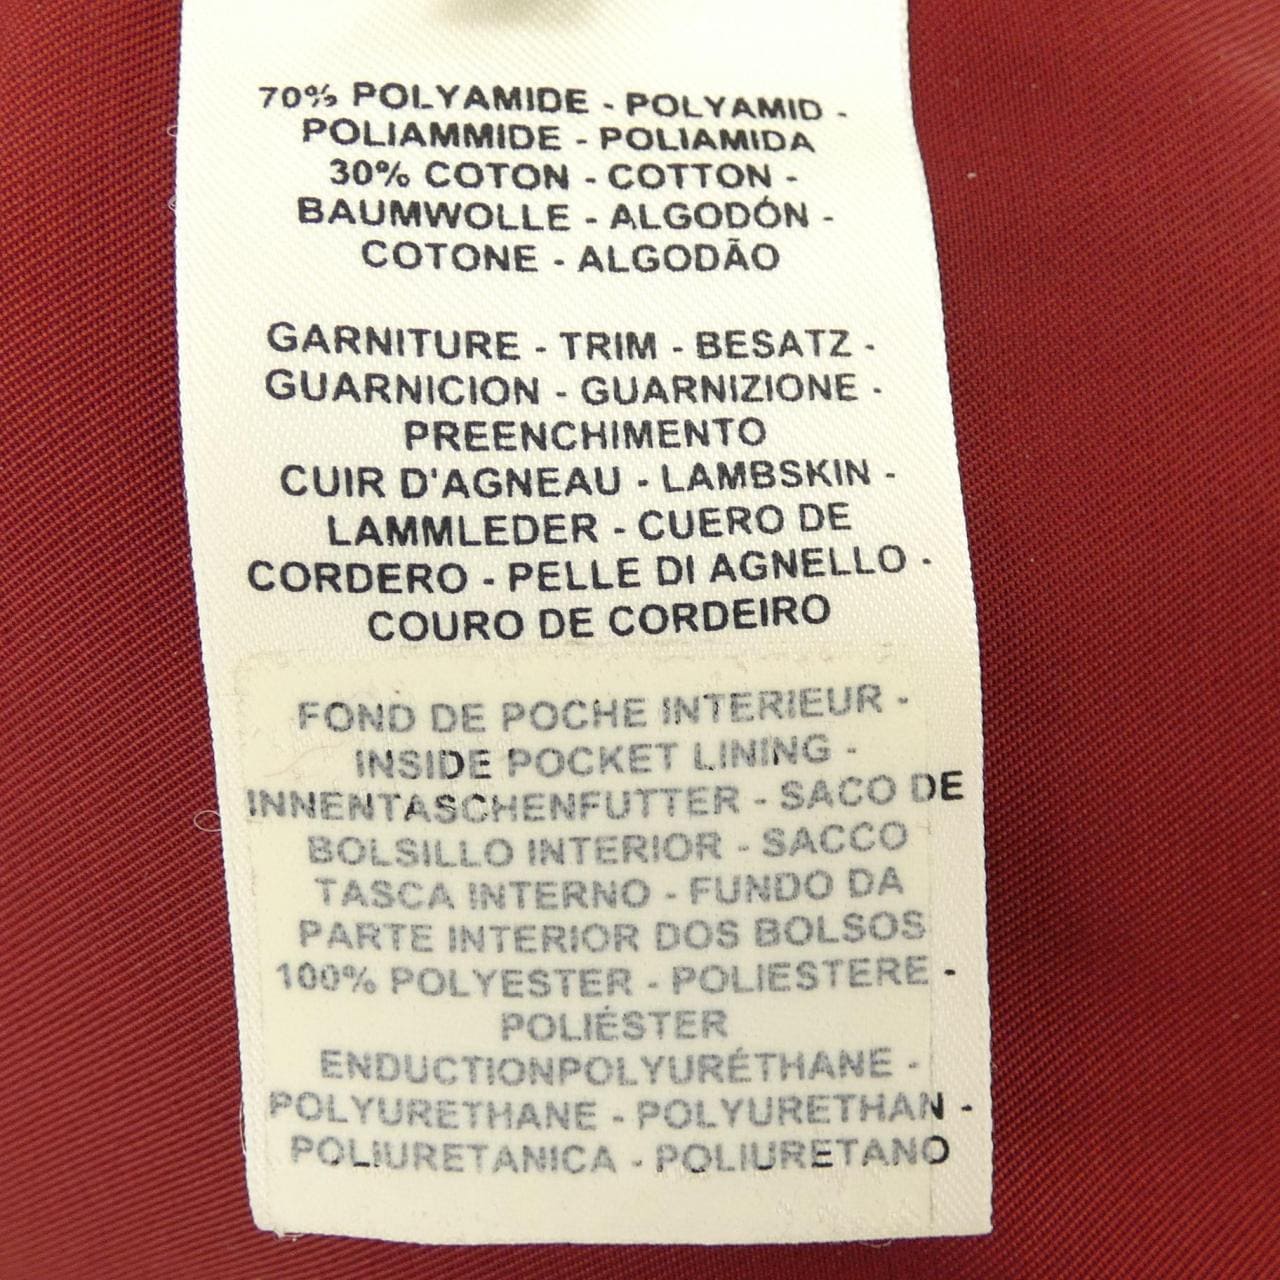 70% POLYAMIDE - POLYAMID -
POLIAMMIDE - POLIAMIDA
30% COTON - COTTON -
BAUMWOLLE - ALGODÓN -
COTONE - ALGODÃO
GARNITURE - TRIM - BESATZ -
GUARNICION - GUARNIZIONE -
PREENCHIMENTO
CUIR D'AGNEAU - LAMBSKIN -
LAMMLEDER - CUERO DE
CORDERO - PELLE DI AGNELLO -
COURO DE CORDEIRO
FOND DE POCHE INTERIEUR -
INSIDE POCKET LINING -
INNENTASCHENFUTTER - SACO DE
BOLSILLO INTERIOR - SACCO
TASCA INTERNO - FUNDO DA
PARTE INTERIOR DOS BOLSOS
100% POLYESTER - POLIESTERE -
POLIÉSTER
ENDUCTIONPOLYURÉTHANE -
POLYURETHANE - POLYURETHAN -
POLIURETANICA - POLIURETANO